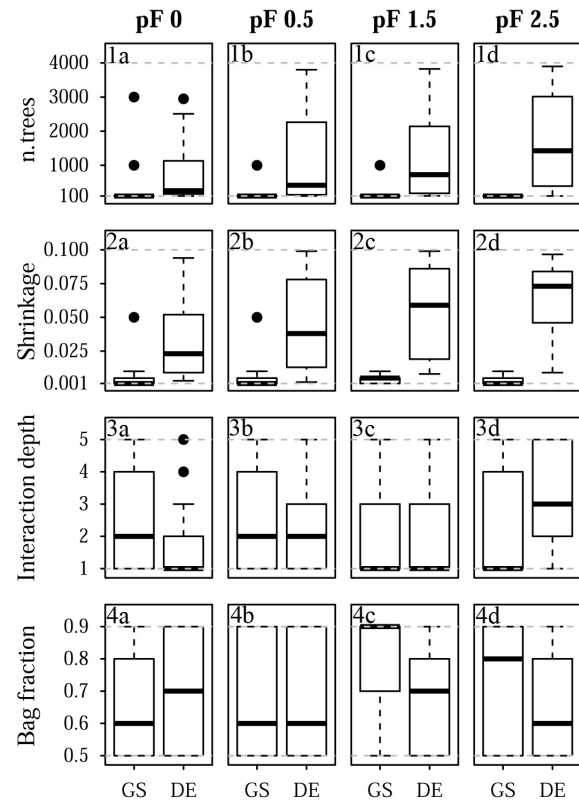 pF 0 pF 0.5 pF 1.5 pF 2.5
1a 1b 1c 1d
n.trees
4000
3000
2000
1000
100
2a 2b 2c 2d
Shrinkage
0.100
0.075
0.050
0.025
0.001
3a 3b 3c 3d
Interaction depth
5
4
3
2
1
4a 4b 4c 4d
Bag fraction
0.9
0.8
0.7
0.6
0.5
GS DE GS DE GS DE GS DE